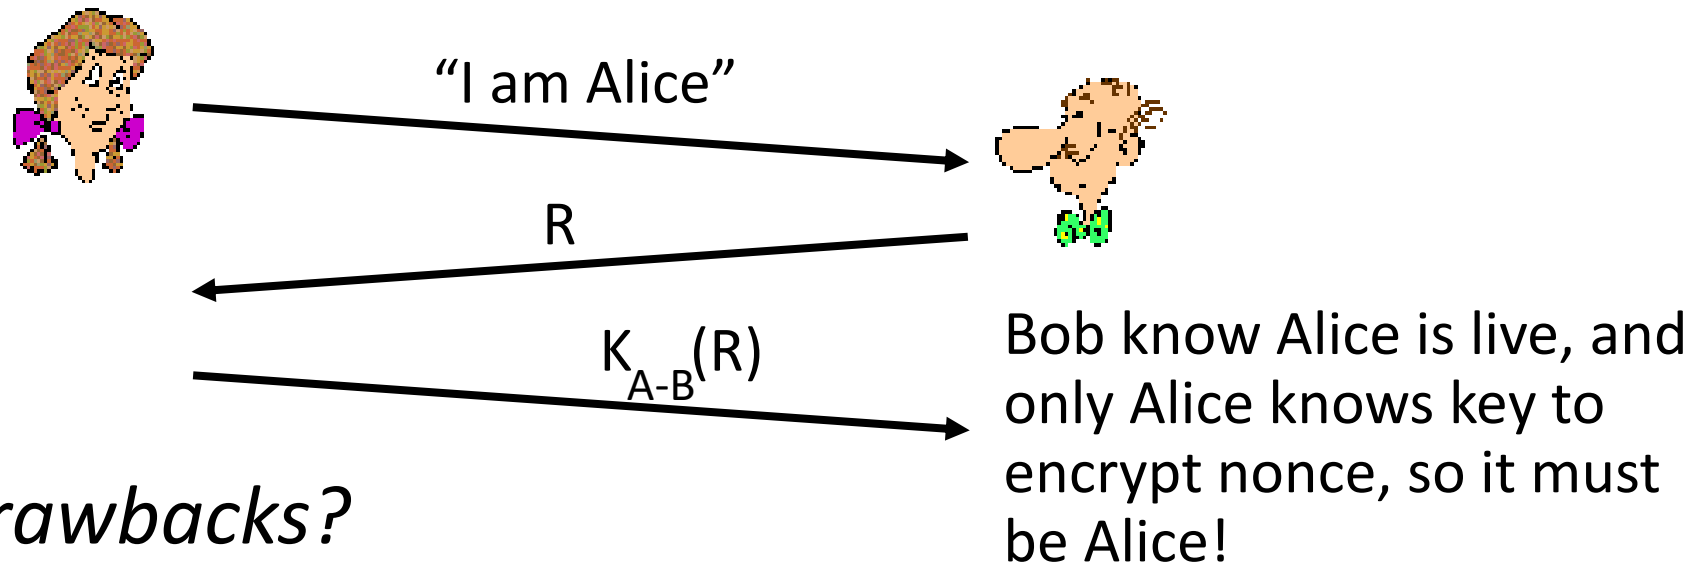 “I am Alice”
R
K A-B (R)
Bob know Alice is live, and
only Alice knows key to
encrypt nonce, so it must
be Alice!
rawbacks?